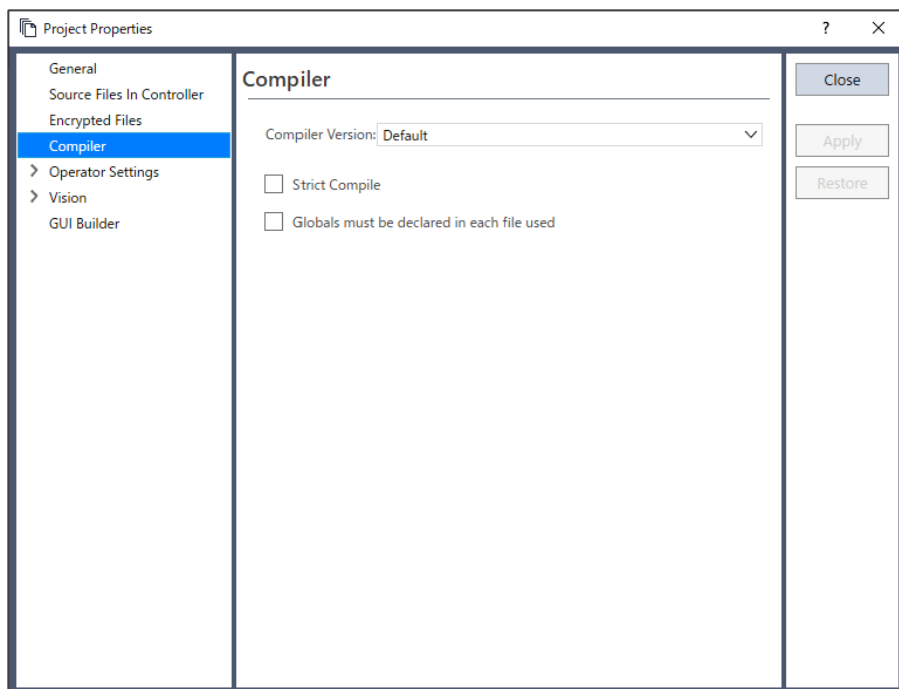 Project Properties
?
General
Source Files In Controller
Encrypted Files
Compiler
Operator Settings
Vision
GUI Builder
Compiler
Compiler Version: Default
Strict Compile
Globals must be declared in each file used
Close
Apply
Restore